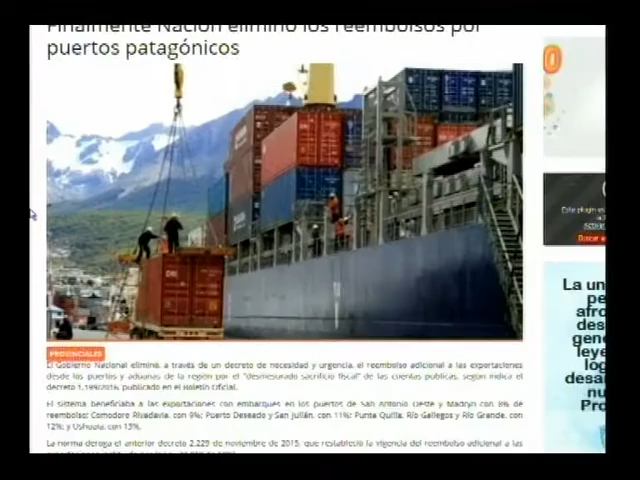 Finalmente Nación eliminó los reembolsos por
puertos patagónicos
PROVINCIALES
El Gobierno Nacional elimina, a través de un decreto de necesidad y urgencia, el reembolso adicional a las exportaciones
desde los puertos y aduanas de la región por el "desmesurado sacrificio fiscal" de las cuentas públicas, según indica el
decreto 1.199/2016, publicado en el Boletín Oficial.
El sistema beneficiaba a las exportaciones con embarques en los puertos de San Antonio Oeste y Madryn con 8% de
reembolso; Comodoro Rivadavia, con 9%; Puerto Deseado y San Julián, con 11%; Punta Quilla, Río Gallegos y Río Grande, con
12%; y Ushuaia, con 13%.
La norma deroga el anterior decreto 2.229 de noviembre de 2015, que restableció la vigencia del reembolso adicional a las
Este plugin es
La un
pe
afro
des
gene
leye
log
desa
nu
Pro